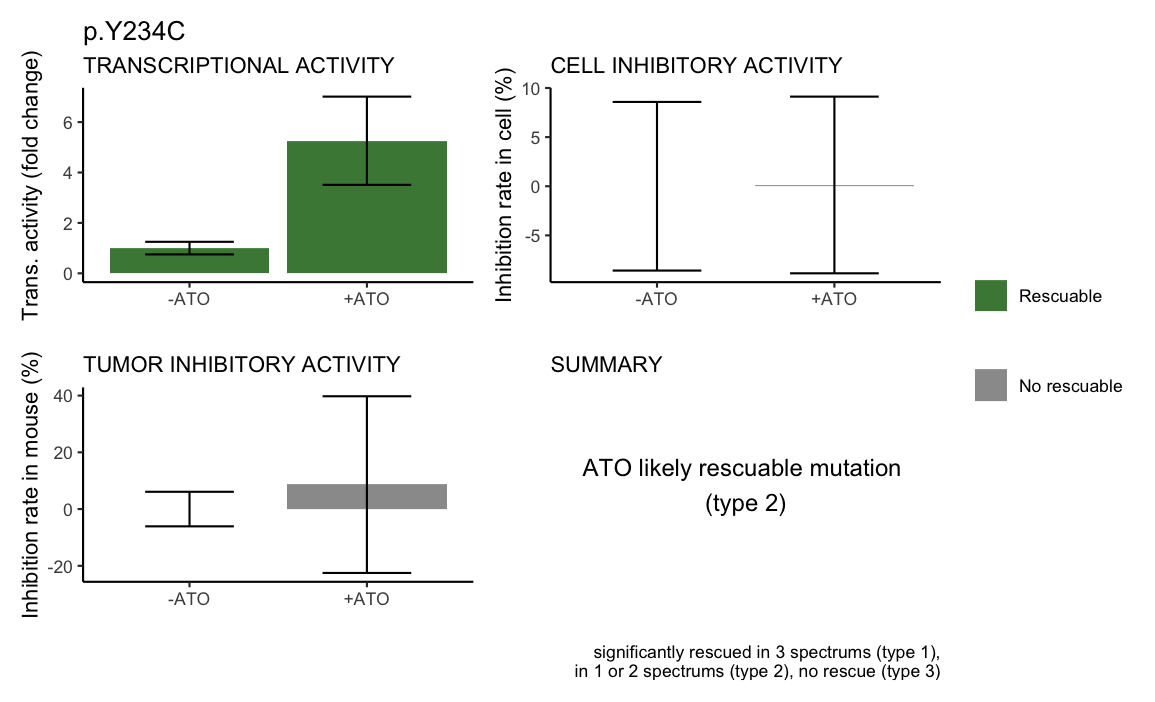 p.Y234C
TRANSCRIPTIONAL ACTIVITY
Trans. activity (fold change)
6
4
2
0
-ATO +ATO
CELL INHIBITORY ACTIVITY
Inhibition rate in cell (%)
10
5
0
-5
-ATO +ATO
Rescuable
No rescuable
TUMOR INHIBITORY ACTIVITY
Inhibition rate in mouse (%)
40
20
0
-20
-ATO +ATO
SUMMARY
ATO likely rescuable mutation
(type 2)
significantly rescued in 3 spectrums (type 1),
in 1 or 2 spectrums (type 2), no rescue (type 3)